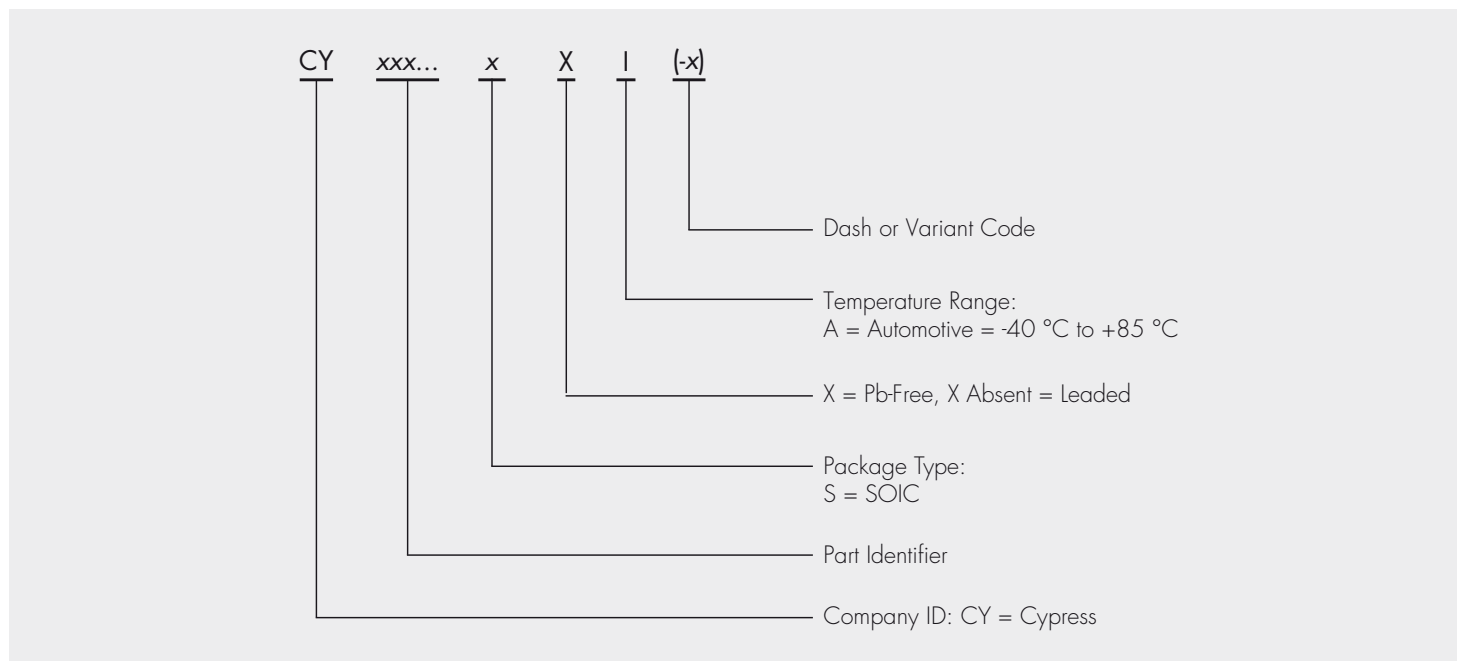 CY xxx... x X I (-x)
Dash or Variant Code
Temperature Range:
A = Automotive = -40 °C to +85 °C
X = Pb-Free, X Absent = Leaded
Package Type:
S = SOIC
Part Identifier
Company ID: CY = Cypress